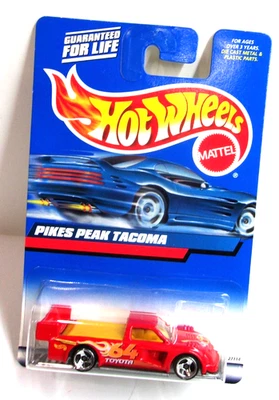 GUARANTEED
FOR LIFE
FOR AGES
OVER 3 YEARS.
DIE CAST METAL &
PLASTIC PARTS.
HOT WHEELS
MATTEL
PIKES PEAK TACOMA
64
TOYOTA